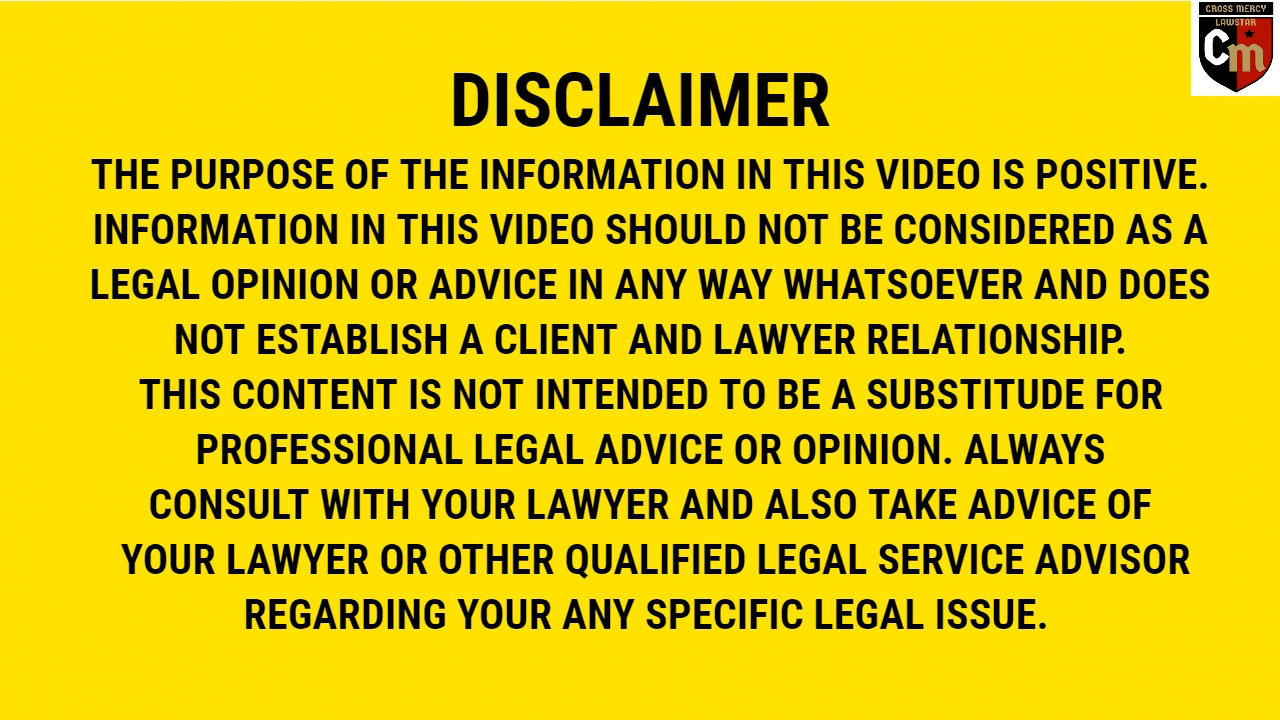 CROSS MERCY
LAWSTAR
Cm
DISCLAIMER
THE PURPOSE OF THE INFORMATION IN THIS VIDEO IS POSITIVE.
INFORMATION IN THIS VIDEO SHOULD NOT BE CONSIDERED AS A
LEGAL OPINION OR ADVICE IN ANY WAY WHATSOEVER AND DOES
NOT ESTABLISH A CLIENT AND LAWYER RELATIONSHIP.
THIS CONTENT IS NOT INTENDED TO BE A SUBSTITUDE FOR
PROFESSIONAL LEGAL ADVICE OR OPINION. ALWAYS
CONSULT WITH YOUR LAWYER AND ALSO TAKE ADVICE OF
YOUR LAWYER OR OTHER QUALIFIED LEGAL SERVICE ADVISOR
REGARDING YOUR ANY SPECIFIC LEGAL ISSUE.